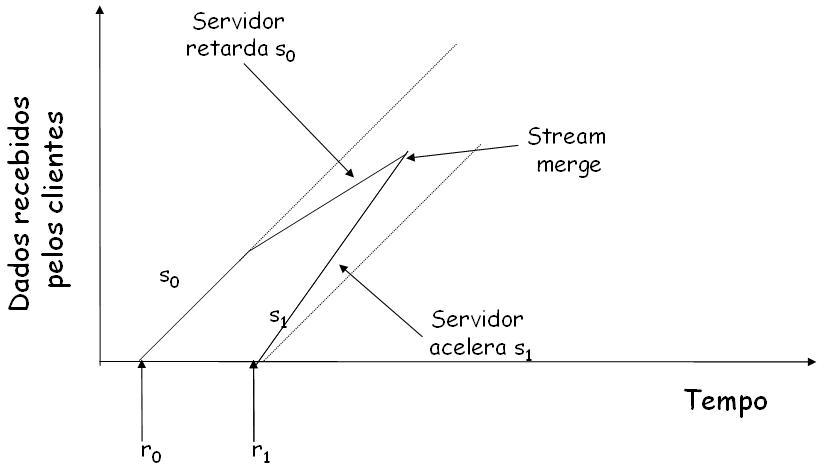 Servidor
retarda s0
Dados recebidos
pelos clientes
Stream
merge
s0
s1
Servidor
acelera s1
Tempo
r0
r1